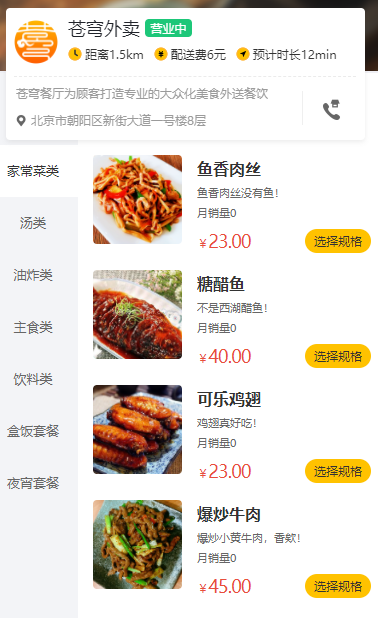 苍穹外卖 营业中
距离1.5km 配送费6元 预计时长12min
苍穹餐厅为顾客打造专业的大众化美食外送餐饮
北京市朝阳区新街大道一号楼8层
家常菜类
汤类
油炸类
主食类
饮料类
盒饭套餐
夜宵套餐
鱼香肉丝
鱼香肉丝没有鱼!
月销量0
¥23.00 选择规格
糖醋鱼
不是西湖醋鱼!
月销量0
¥40.00 选择规格
可乐鸡翅
鸡翅真好吃!
月销量0
¥23.00 选择规格
爆炒牛肉
爆炒小黄牛肉，香欸!
月销量0
¥45.00 选择规格